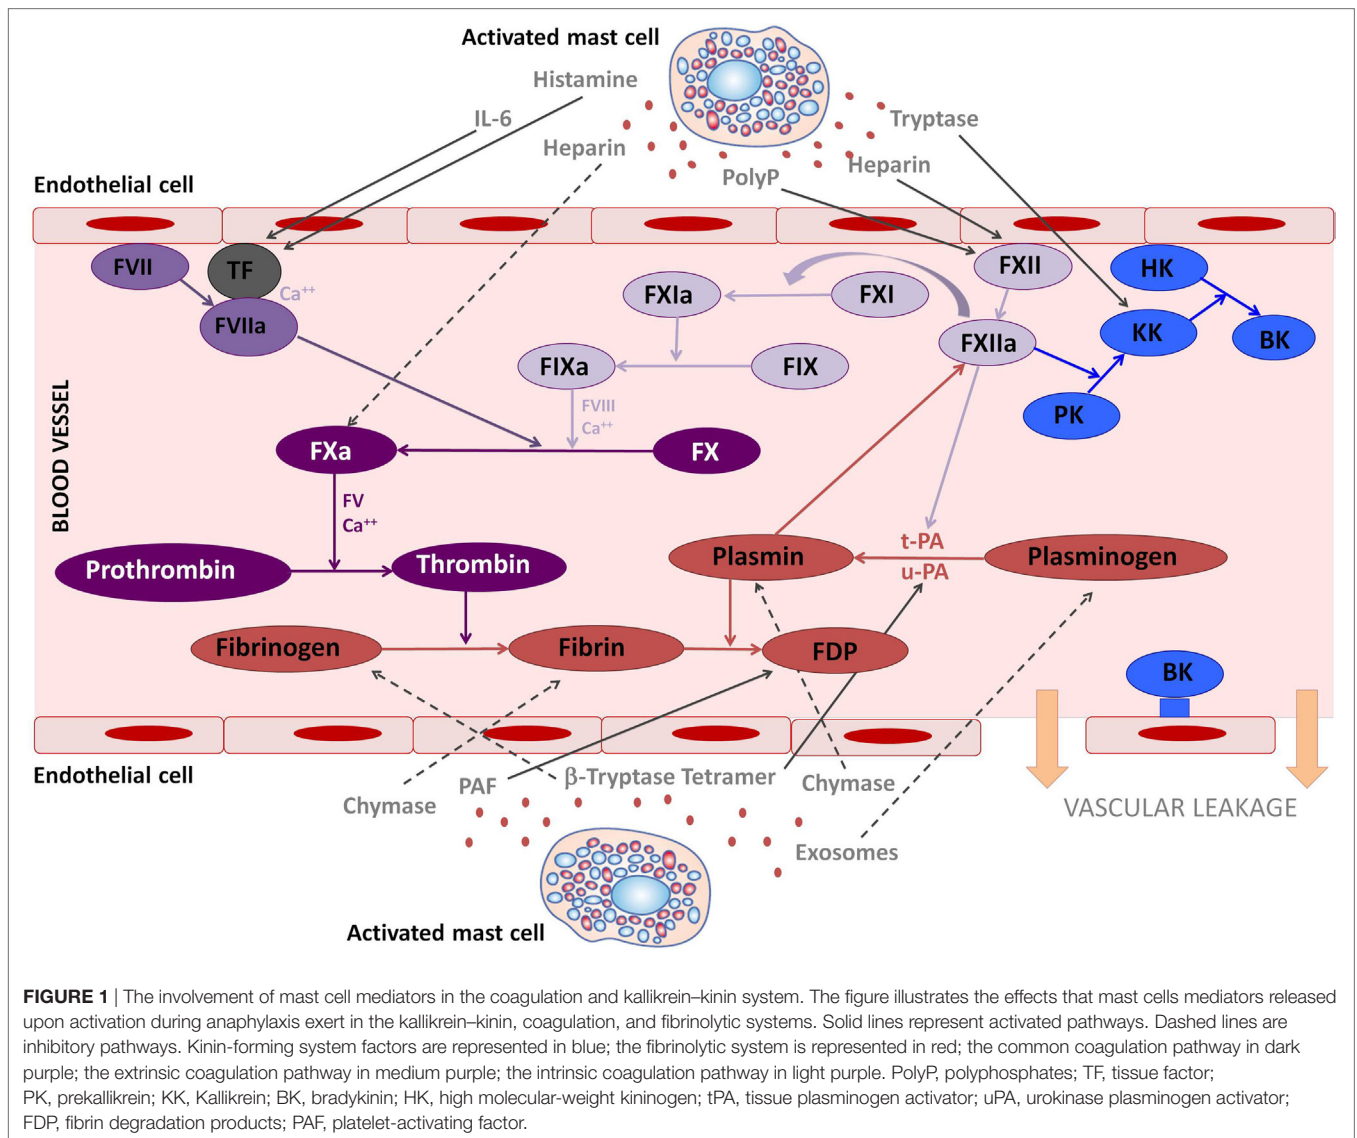 Activated mast cell
Histamine
IL-6
Heparin
Tryptase
PolyP
Heparin
Endothelial cell
FVII
TF
Ca++
FVIIa
FXIa
FXI
FXII
HK
FXIIa
KK
BK
FIXa
FIX
PK
FVIII
Ca++
BLOOD VESSEL
FXa
FX
FV
Ca++
Prothrombin
Thrombin
Plasmin
t-PA
u-PA
Plasminogen
Fibrinogen
Fibrin
FDP
BK
Endothelial cell
Chymase
PAF
β-Tryptase Tetramer
Chymase
Exosomes
VASCULAR LEAKAGE
Activated mast cell
FIGURE 1 | The involvement of mast cell mediators in the coagulation and kallikrein–kinin system. The figure illustrates the effects that mast cells mediators released
upon activation during anaphylaxis exert in the kallikrein–kinin, coagulation, and fibrinolytic systems. Solid lines represent activated pathways. Dashed lines are
inhibitory pathways. Kinin-forming system factors are represented in blue; the fibrinolytic system is represented in red; the common coagulation pathway in dark
purple; the extrinsic coagulation pathway in medium purple; the intrinsic coagulation pathway in light purple. PolyP, polyphosphates; TF, tissue factor;
PK, prekallikrein; KK, Kallikrein; BK, bradykinin; HK, high molecular-weight kininogen; tPA, tissue plasminogen activator; uPA, urokinase plasminogen activator;
FDP, fibrin degradation products; PAF, platelet-activating factor.